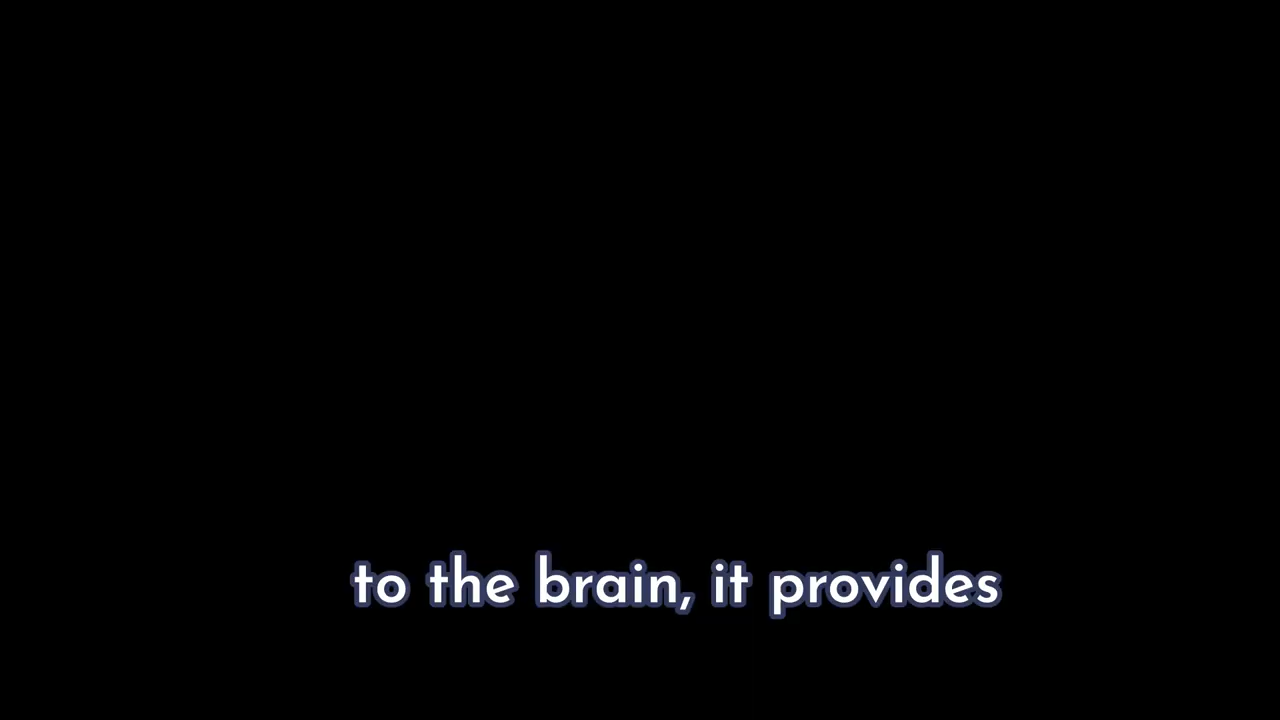 to the brain, it provides